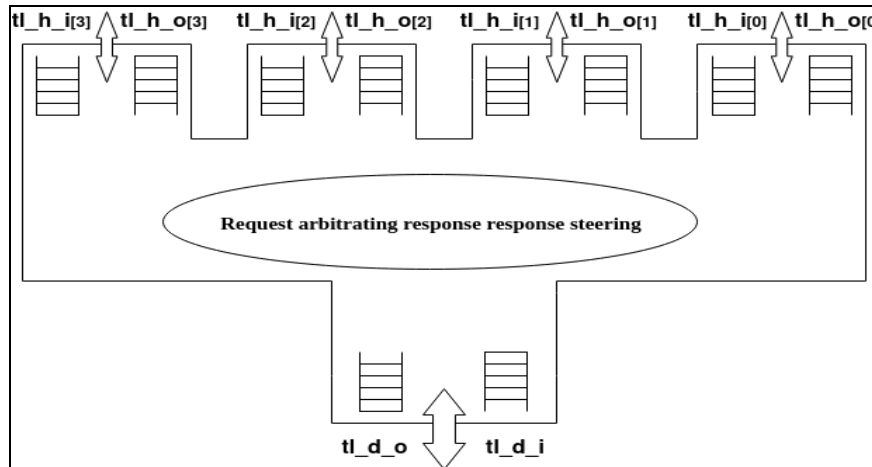 tl_h_i[3] tl_h_o[3] tl_h_i[2] tl_h_o[2] tl_h_i[1] tl_h_o[1] tl_h_i[0] tl_h_o[0
Request arbitrating response response steering
tl_d_o tl_d_i